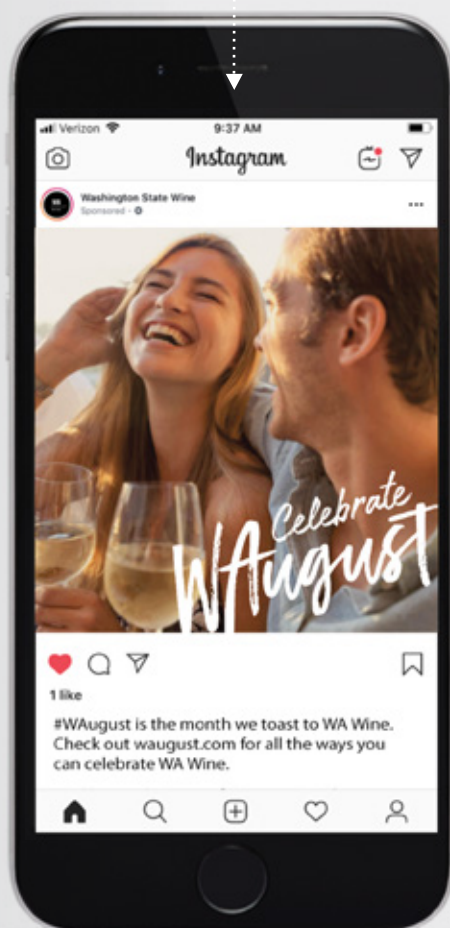 Verizon
9:37 AM
Instagram
Washington State Wine
Sponsored •
Celebrate
WAugust
1 like
#WAugust is the month we toast to WA Wine.
Check out waugust.com for all the ways you
can celebrate WA Wine.